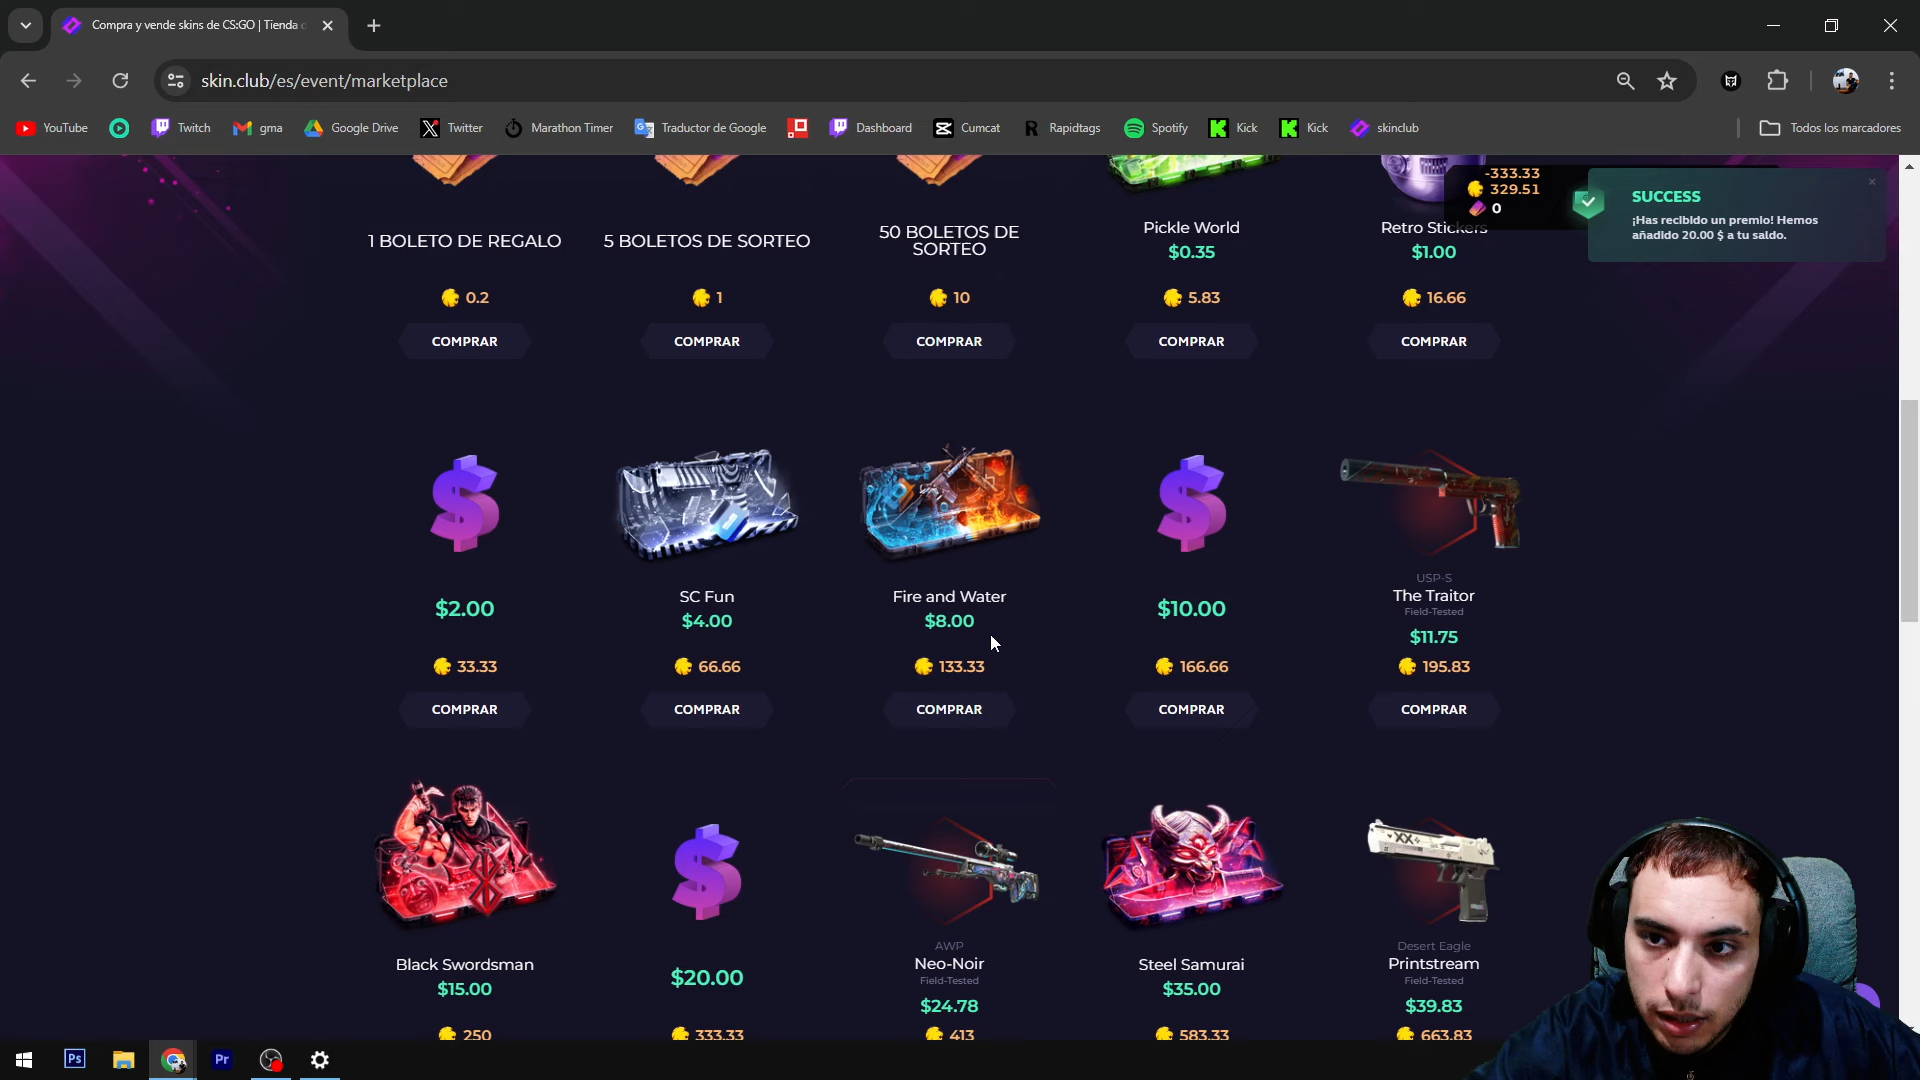 Compra y vende skins de CS:GO | Tienda
skin.club/es/event/marketplace
YouTube
Twitch
gma
Google Drive
Twitter
Marathon Timer
Traductor de Google
Dashboard
Cumcat
Rapidtags
Spotify
Kick
Kick
skinclub
Todos los marcadores
-333.33
329.51
0
SUCCESS
¡Has recibido un premio! Hemos
añadido 20.00 $ a tu saldo.
1 BOLETO DE REGALO
5 BOLETOS DE SORTEO
50 BOLETOS DE
SORTEO
Pickle World
$0.35
Retro Stickers
$1.00
0.2
1
10
5.83
16.66
COMPRAR
COMPRAR
COMPRAR
COMPRAR
COMPRAR
$2.00
SC Fun
$4.00
Fire and Water
$8.00
$10.00
USP-S
The Traitor
Field-Tested
$11.75
33.33
66.66
133.33
166.66
195.83
COMPRAR
COMPRAR
COMPRAR
COMPRAR
COMPRAR
Black Swordsman
$15.00
$20.00
AWP
Neo-Noir
Field-Tested
$24.78
Steel Samurai
$35.00
Desert Eagle
Printstream
Field-Tested
$39.83
250
333.33
413
583.33
663.83
Ps
Pr